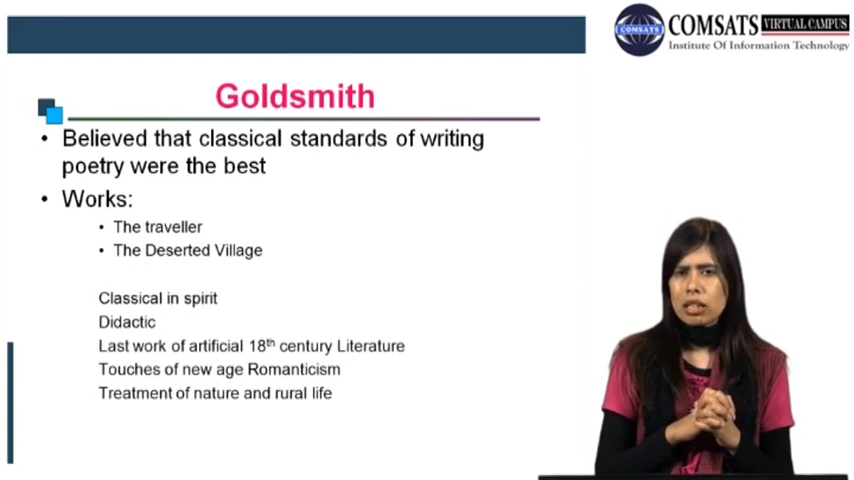 COMSATS
COMSATS VIRTUAL CAMPUS
Institute Of Information Technology
Goldsmith
• Believed that classical standards of writing
poetry were the best
• Works:
• The traveller
• The Deserted Village
Classical in spirit
Didactic
Last work of artificial 18th century Literature
Touches of new age Romanticism
Treatment of nature and rural life